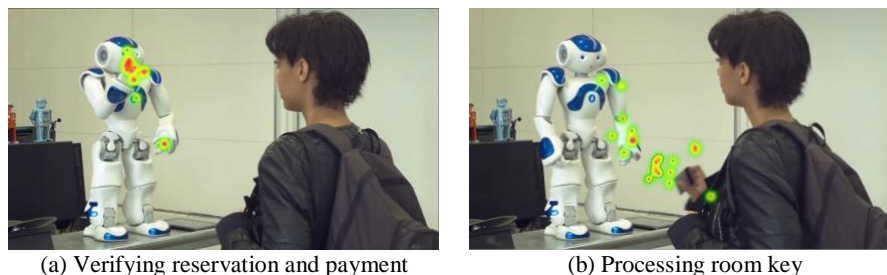 (a) Verifying reservation and payment
(b) Processing room key